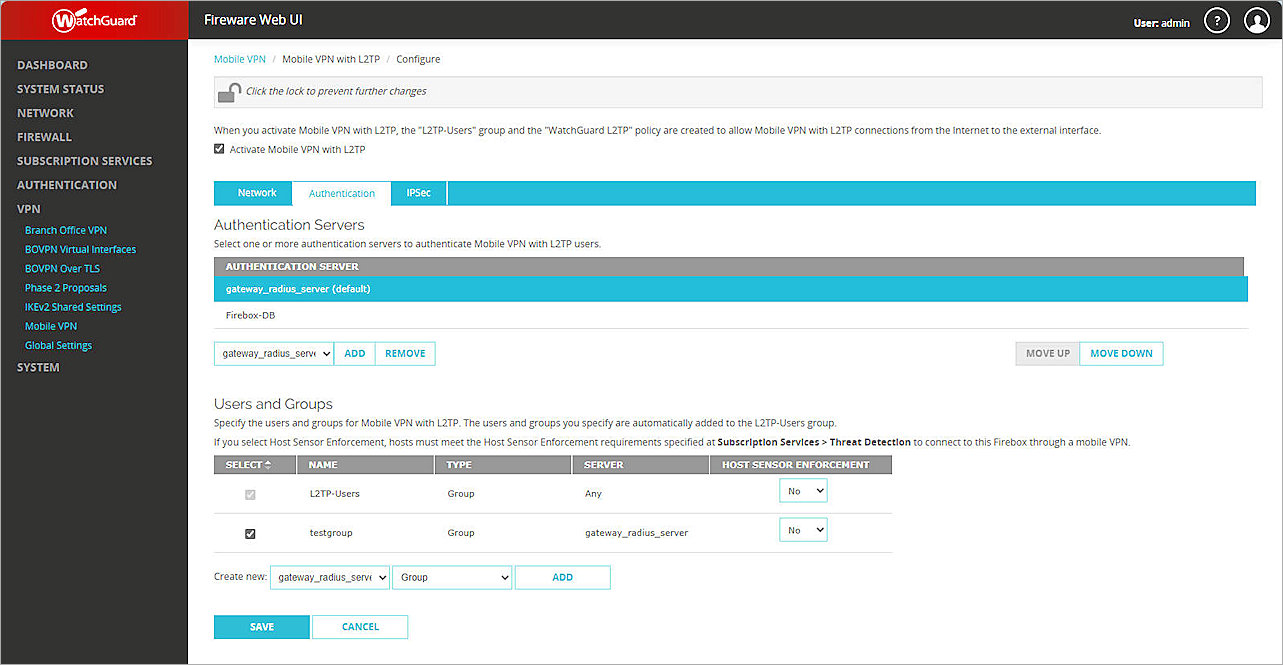 WatchGuard
Fireware Web UI
User: admin
?
DASHBOARD
SYSTEM STATUS
NETWORK
FIREWALL
SUBSCRIPTION SERVICES
AUTHENTICATION
VPN
Branch Office VPN
BOVPN Virtual Interfaces
BOVPN Over TLS
Phase 2 Proposals
IKEv2 Shared Settings
Mobile VPN
Global Settings
SYSTEM
Mobile VPN / Mobile VPN with L2TP / Configure
Click the lock to prevent further changes
When you activate Mobile VPN with L2TP, the "L2TP-Users" group and the "WatchGuard L2TP" policy are created to allow Mobile VPN with L2TP connections from the Internet to the external interface.
Activate Mobile VPN with L2TP
Network Authentication IPSec
Authentication Servers
Select one or more authentication servers to authenticate Mobile VPN with L2TP users.
AUTHENTICATION SERVER
gateway_radius_server (default)
Firebox-DB
gateway_radius_serve ADD REMOVE MOVE UP MOVE DOWN
Users and Groups
Specify the users and groups for Mobile VPN with L2TP. The users and groups you specify are automatically added to the L2TP-Users group.
If you select Host Sensor Enforcement, hosts must meet the Host Sensor Enforcement requirements specified at Subscription Services > Threat Detection to connect to this Firebox through a mobile VPN.
SELECT NAME TYPE SERVER HOST SENSOR ENFORCEMENT
L2TP-Users Group Any No
testgroup Group gateway_radius_server No
Create new: gateway_radius_serve Group ADD
SAVE CANCEL